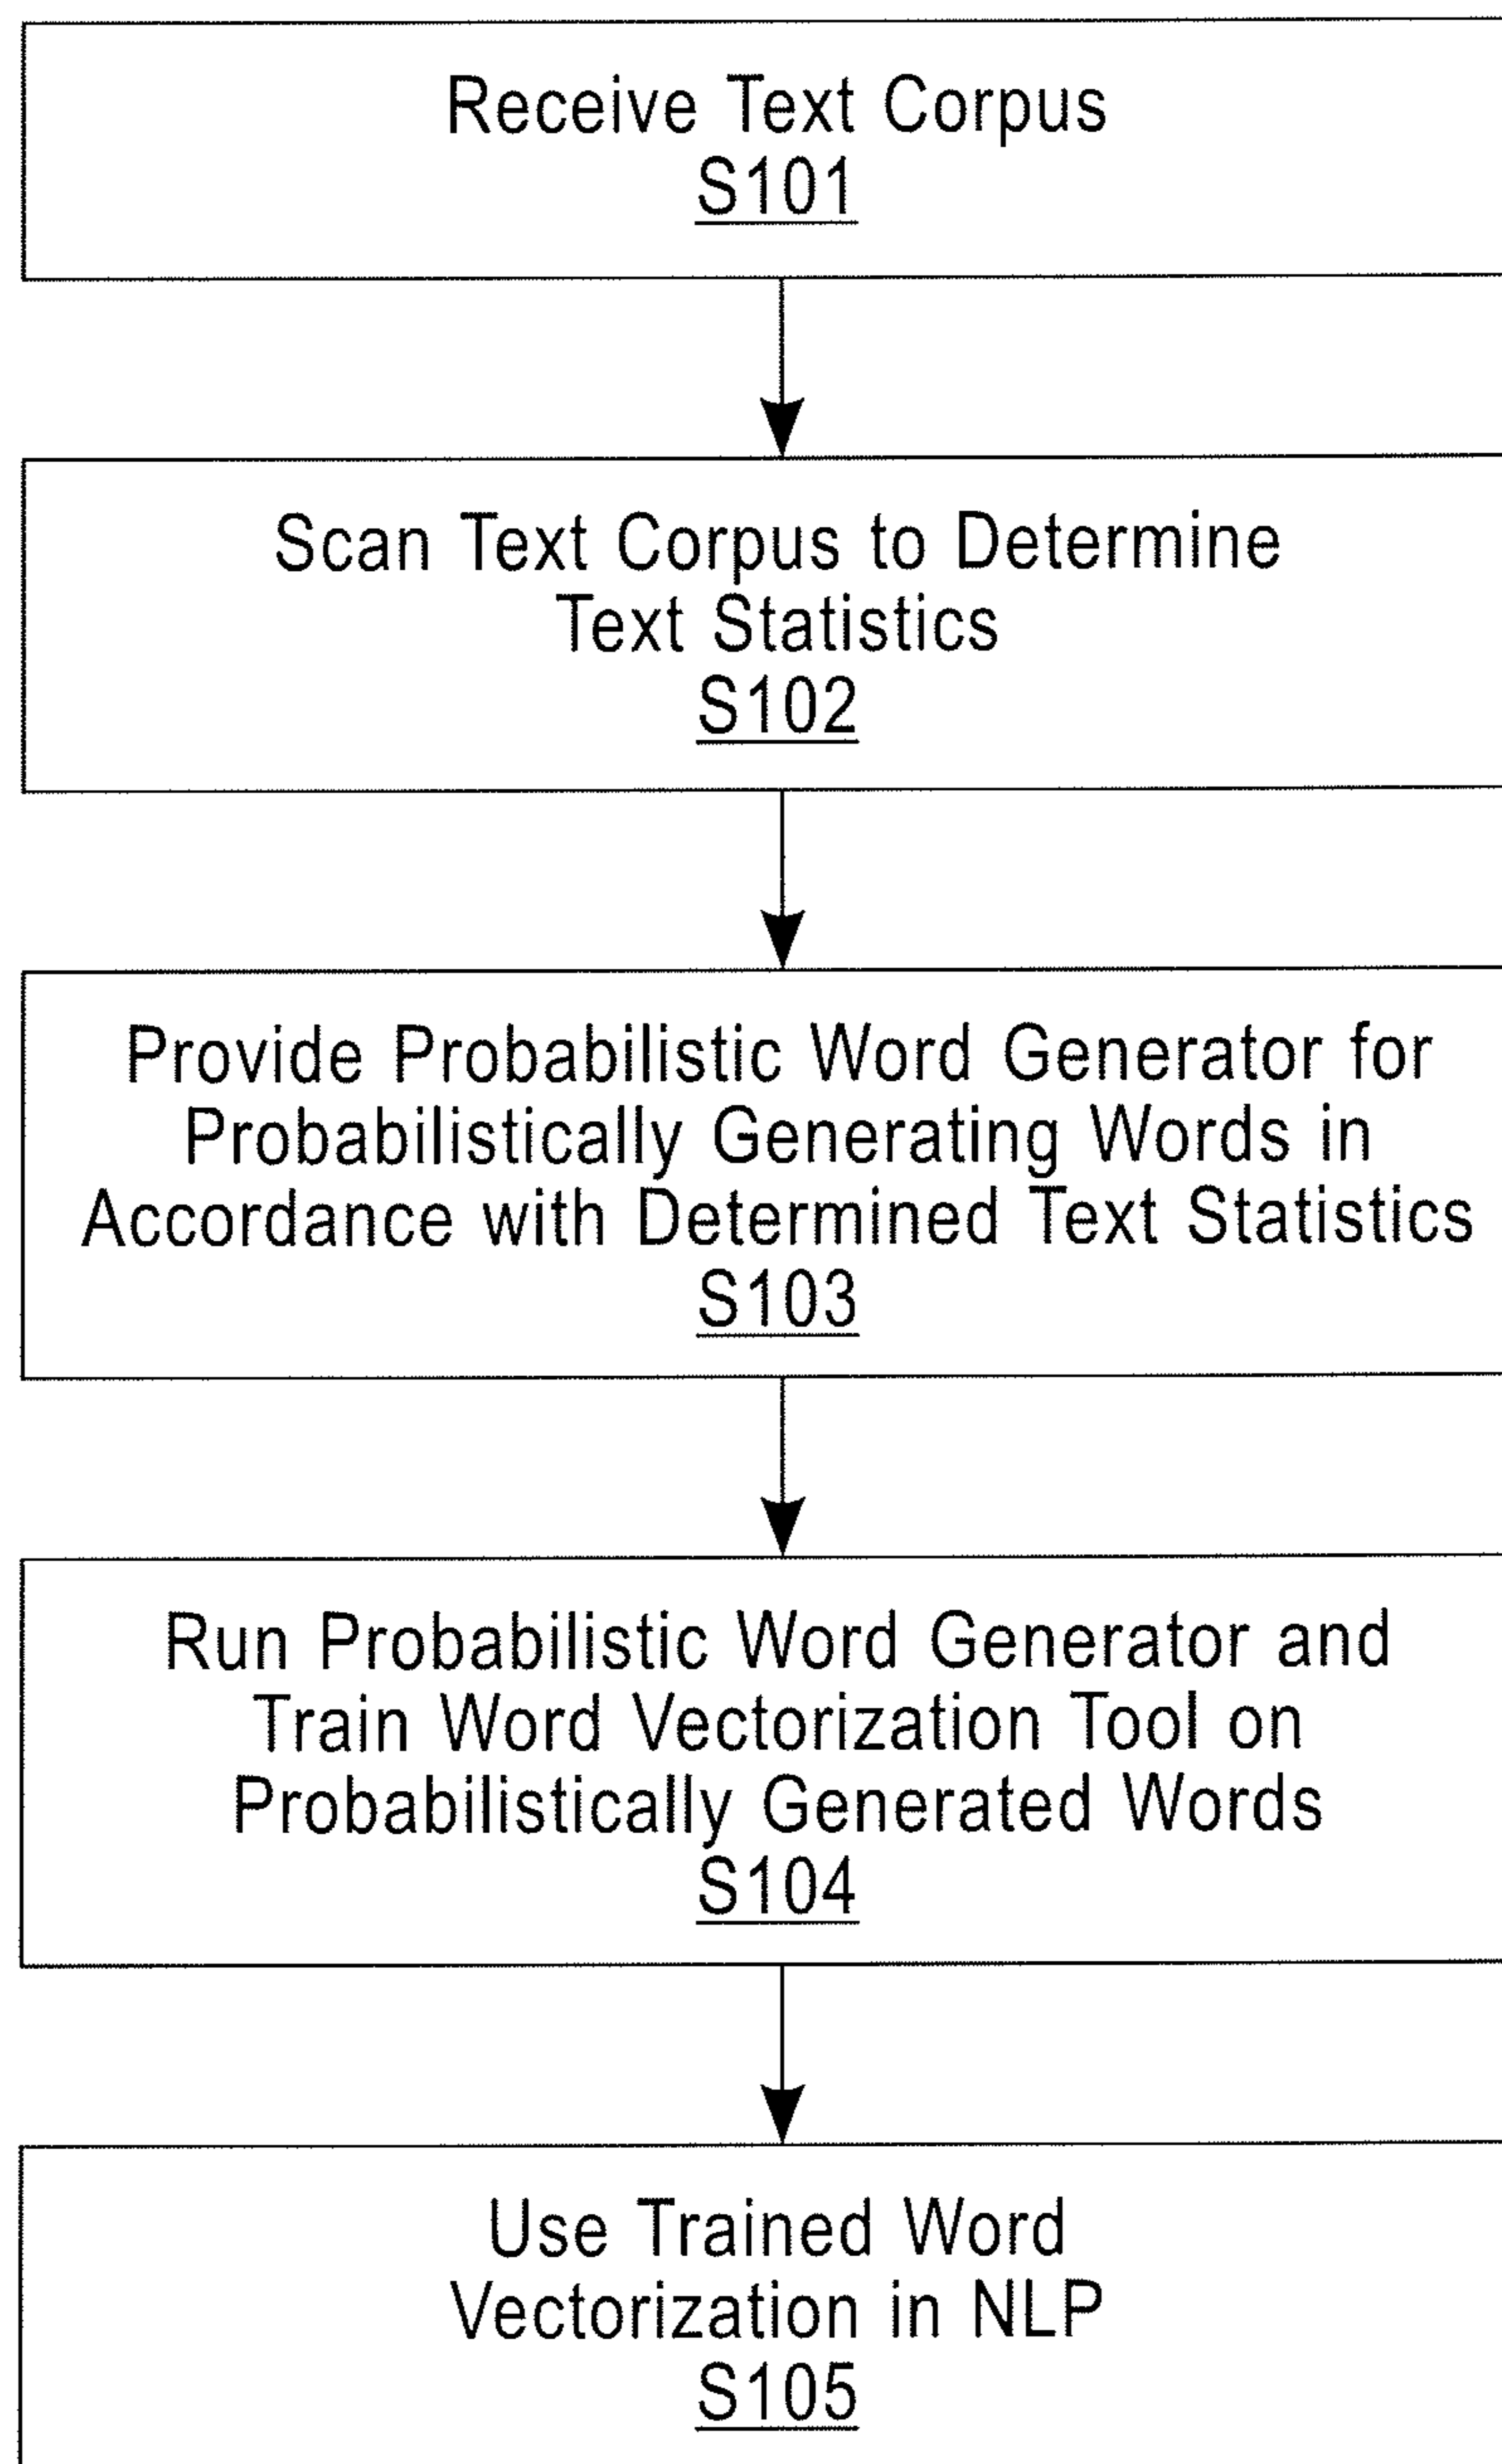 Receive Text Corpus
S101
Scan Text Corpus to Determine
Text Statistics
S102
Provide Probabilistic Word Generator for
Probabilistically Generating Words in
Accordance with Determined Text Statistics
S103
Run Probabilistic Word Generator and
Train Word Vectorization Tool on
Probabilistically Generated Words
S104
Use Trained Word
Vectorization in NLP
S105